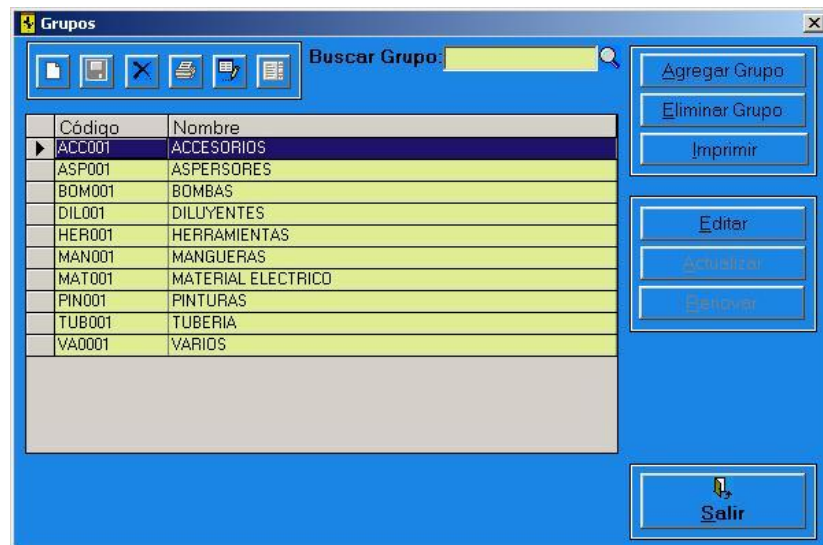 Grupos
Buscar Grupo:
Agregar Grupo
Eliminar Grupo
Imprimir
Código Nombre
ACC001 ACCESORIOS
ASP001 ASPERSORES
BOM001 BOMBAS
DIL001 DILUYENTES
HER001 HERRAMIENTAS
MAN001 MANGUERAS
MAT001 MATERIAL ELECTRICO
PIN001 PINTURAS
TUB001 TUBERIA
VA0001 VARIOS
Editar
Actualizar
Renovar
Salir